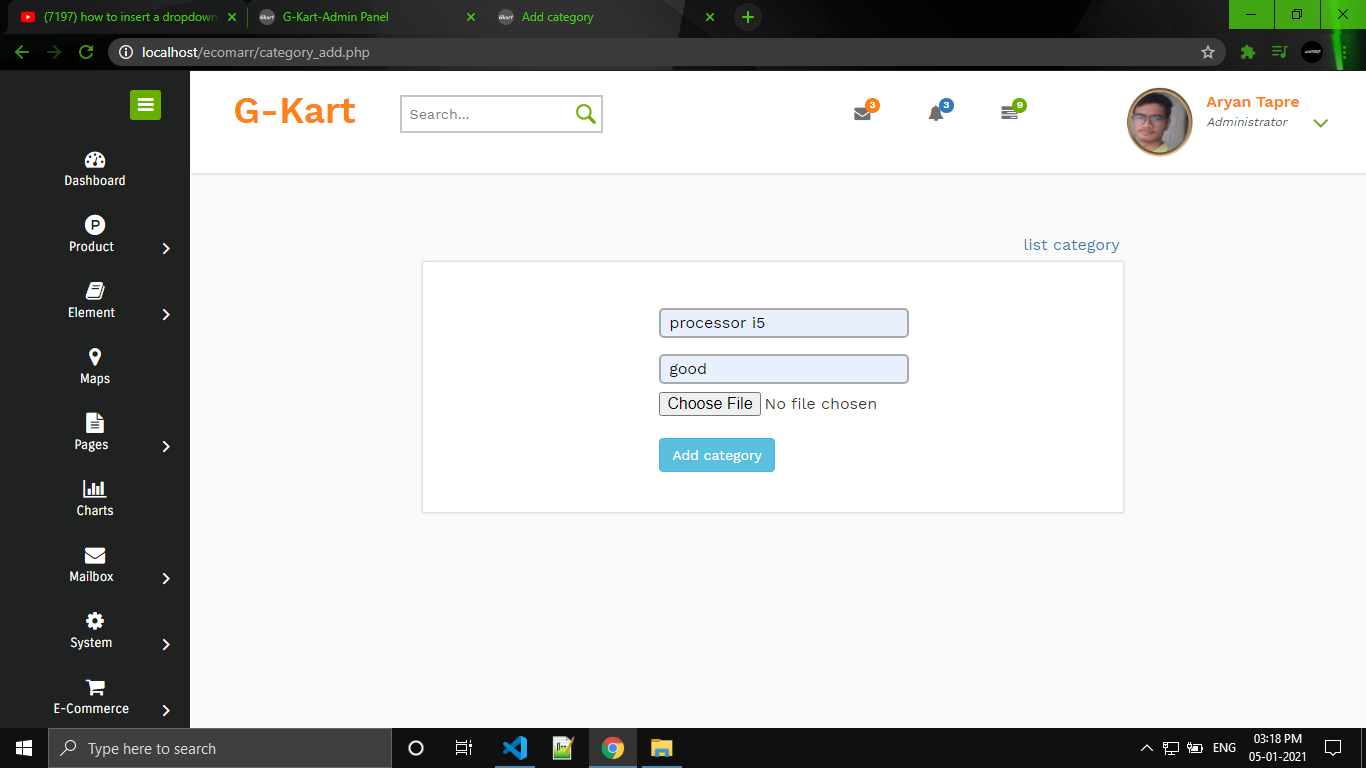 (7197) how to insert a dropdown
G-Kart-Admin Panel
Add category
localhost/ecomarr/category_add.php
G-Kart
Search...
3
3
9
Aryan Tapre
Administrator
Dashboard
Product
Element
Maps
Pages
Charts
Mailbox
System
E-Commerce
list category
processor i5
good
Choose File No file chosen
Add category
Type here to search
ENG
03:18 PM
05-01-2021